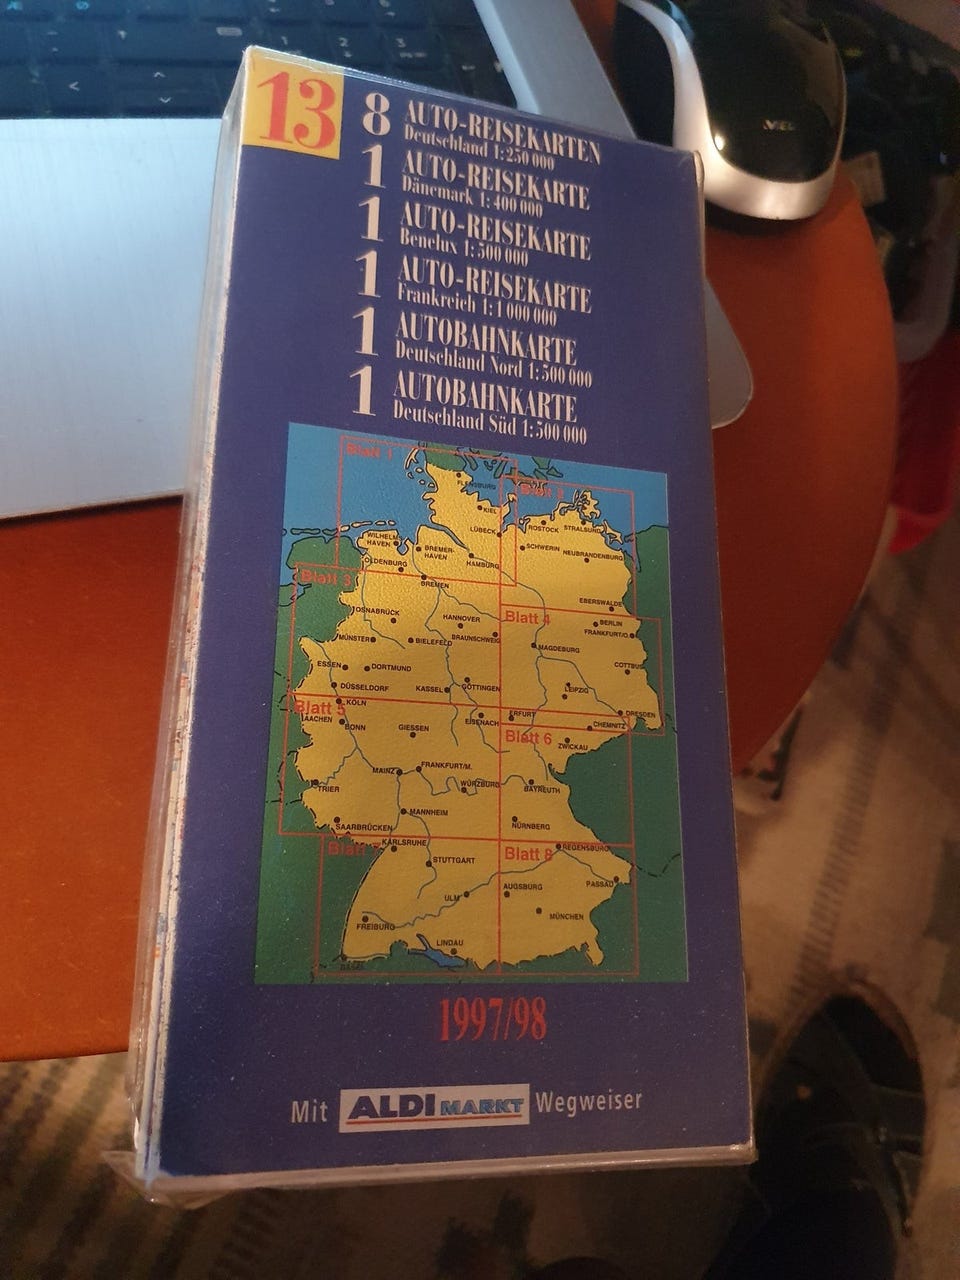 13
8 AUTO-REISEKARTEN
Deutschland 1:250 000
1 AUTO-REISEKARTE
Dänemark 1:400 000
1 AUTO-REISEKARTE
Benelux 1:500 000
1 AUTO-REISEKARTE
Frankreich 1:1 000 000
1 AUTOBAHNKARTE
Deutschland Nord 1:500 000
1 AUTOBAHNKARTE
Deutschland Süd 1:500 000
Blatt 1
FLENSBURG
Blatt 2
KIEL
LÜBECK
ROSTOCK
STRALSUND
WILHELMS-
HAVEN
BREMER-
HAVEN
SCHWERIN
NEUBRANDENBURG
OLDENBURG
HAMBURG
Blatt 3
BREMEN
EBERSWALDE
OSNABRÜCK
HANNOVER
Blatt 4
BERLIN
FRANKFURT/O.
MÜNSTER
BIELEFELD
BRAUNSCHWEIG
MAGDEBURG
ESSEN
DORTMUND
COTTBUS
DÜSSELDORF
KASSEL
GÖTTINGEN
LEIPZIG
Blatt 5
KÖLN
AACHEN
BONN
EISENACH
ERFURT
DRESDEN
CHEMNITZ
GIESSEN
Blatt 6
ZWICKAU
MAINZ
FRANKFURT/M.
TRIER
WÜRZBURG
BAYREUTH
MANNHEIM
SAARBRÜCKEN
NÜRNBERG
Blatt 7
KARLSRUHE
STUTTGART
Blatt 8
REGENSBURG
ULM
AUGSBURG
PASSAU
FREIBURG
MÜNCHEN
LINDAU
BASEL
1997/98
Mit ALDI MARKT Wegweiser